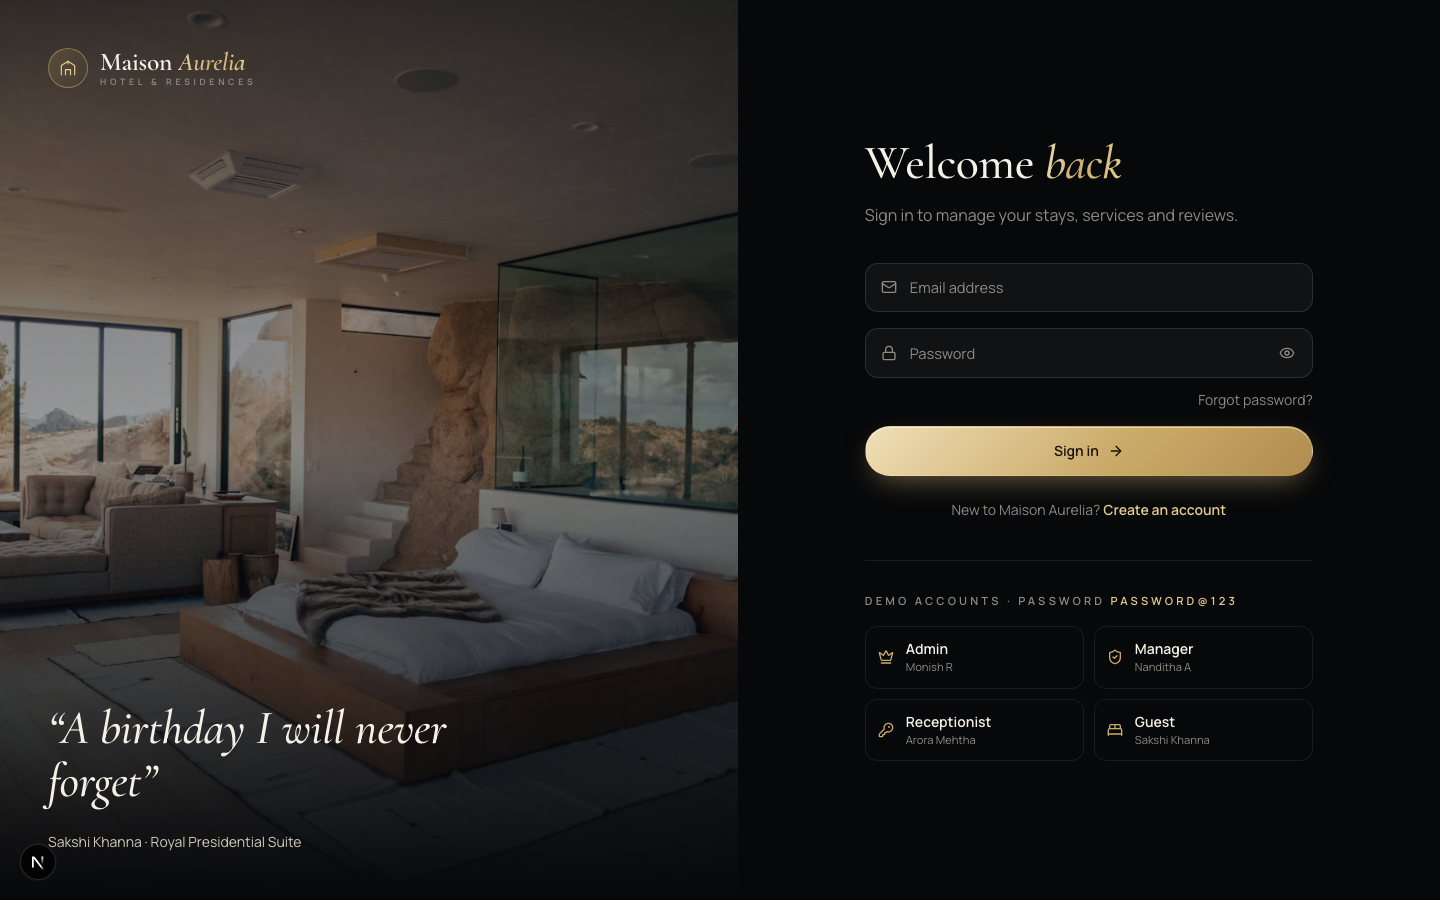 Maison Aurelia
HOTEL & RESIDENCES
“A birthday I will never
forget”
Sakshi Khanna · Royal Presidential Suite
N
Welcome back
Sign in to manage your stays, services and reviews.
Email address
Password
Forgot password?
Sign in
New to Maison Aurelia? Create an account
DEMO ACCOUNTS · PASSWORD PASSWORD@123
Admin
Monish R
Manager
Nanditha A
Receptionist
Arora Mehtha
Guest
Sakshi Khanna